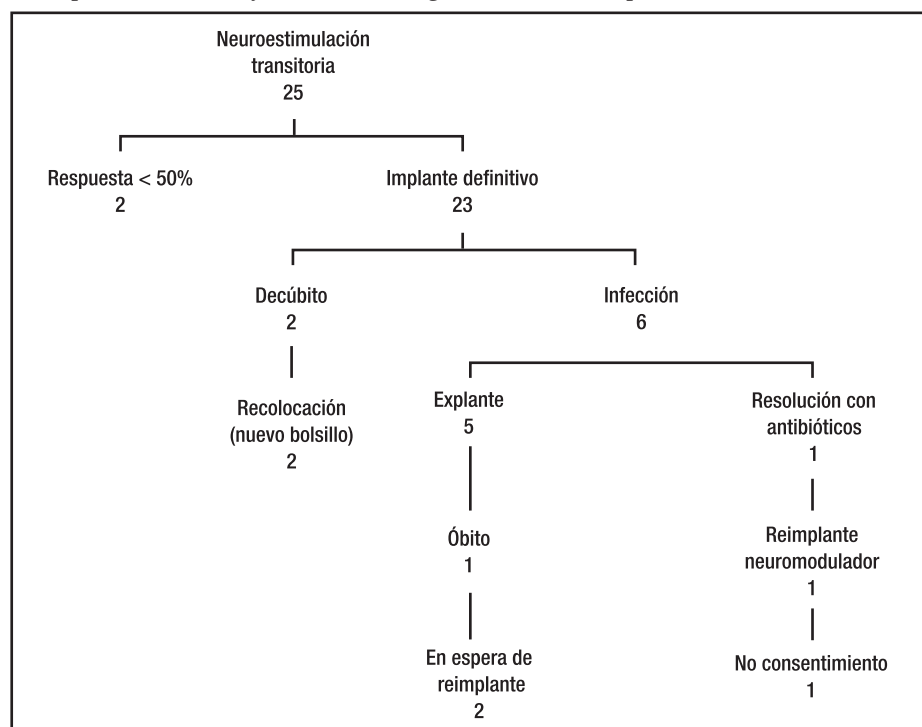 Neuroestimulación
transitoria
25
Respuesta < 50%
2
Implante definitivo
23
Decúbito
2
Infección
6
Recolocación
(nuevo bolsillo)
2
Explante
5
Resolución con
antibióticos
1
Óbito
1
Reimplante
neuromodulador
1
En espera de
reimplante
2
No consentimiento
1